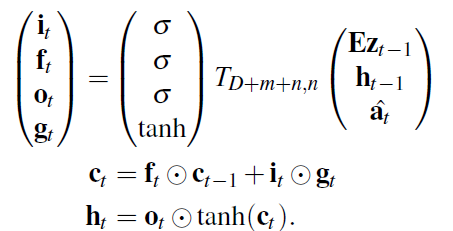 (i_t f_t o_t g_t) = (σ σ σ tanh) T_{D+m+n,n} (Ez_{t−1} h_{t−1} â_t)
c_t = f_t ⊙ c_{t−1} + i_t ⊙ g_t
h_t = o_t ⊙ tanh(c_t).